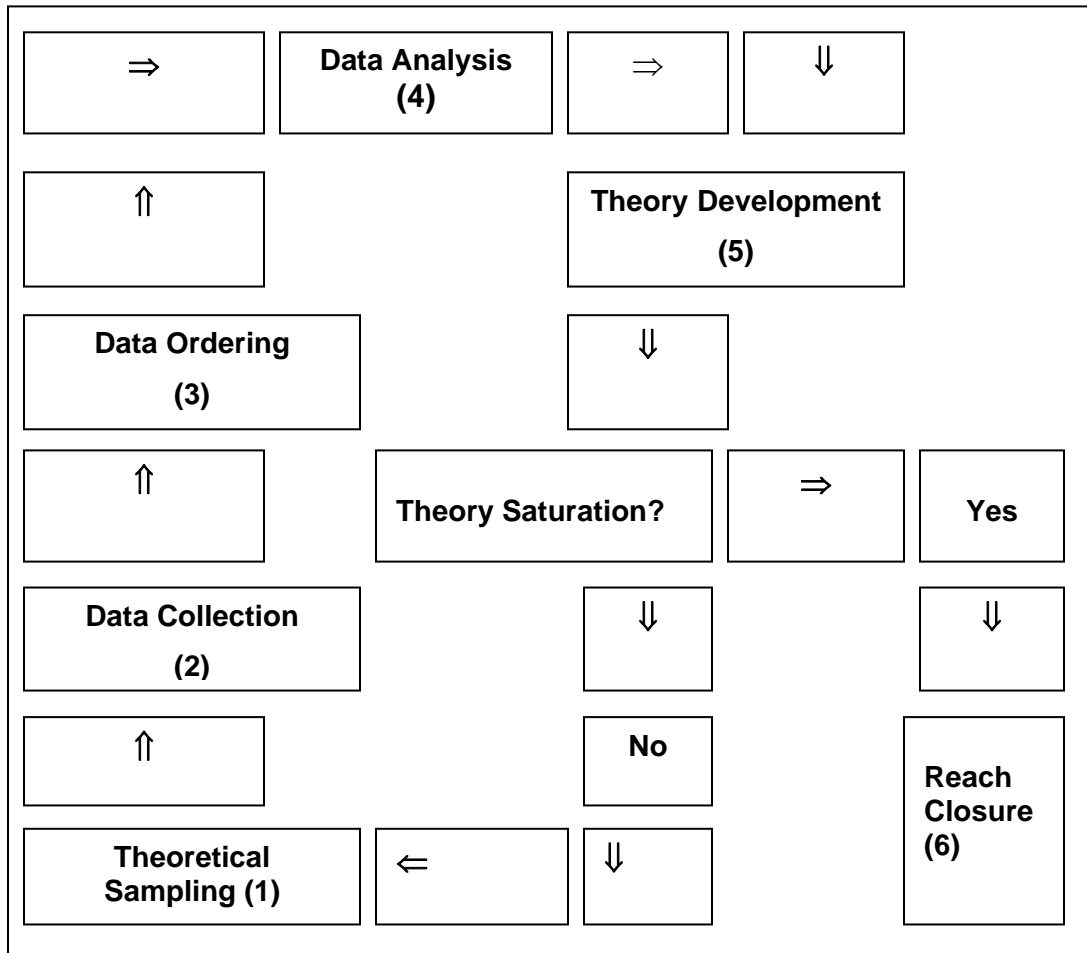 ⇒
Data Analysis
(4)
⇒
⇓
⇑
Theory Development
(5)
Data Ordering
(3)
⇓
⇑
Theory Saturation?
⇒
Yes
Data Collection
(2)
⇓
⇓
⇑
No
Reach
Closure
(6)
Theoretical
Sampling (1)
⇐
⇓